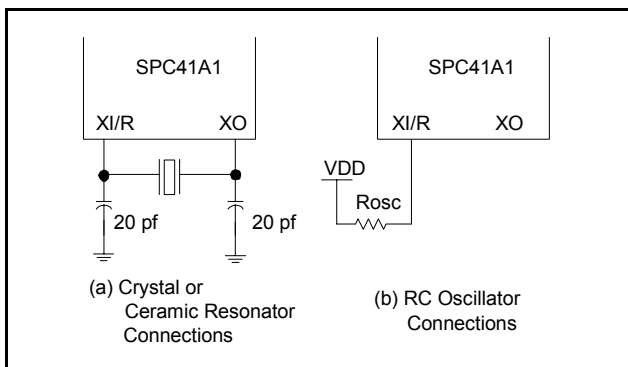 SPC41A1
XI/R XO
20 pf 20 pf
(a) Crystal or
Ceramic Resonator
Connections
SPC41A1
XI/R XO
VDD
Rosc
(b) RC Oscillator
Connections